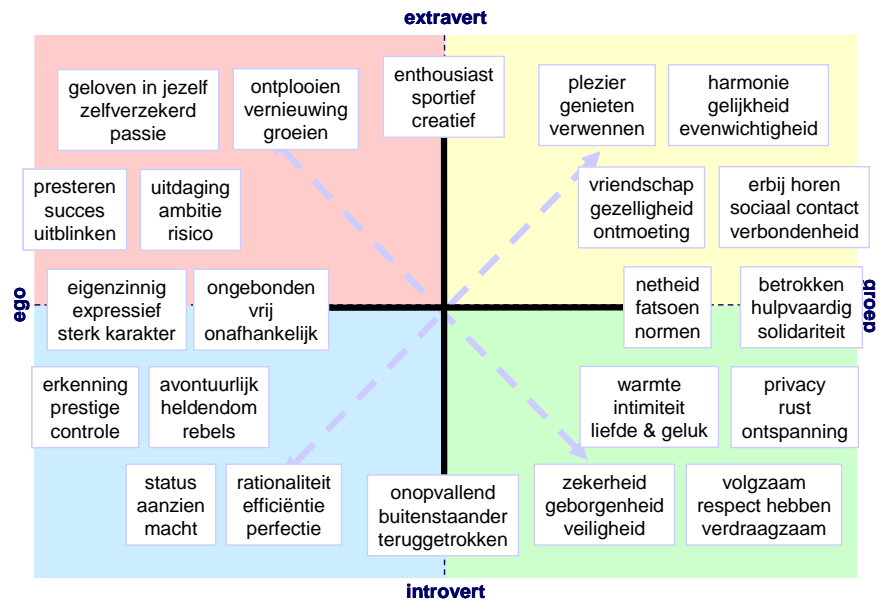 extravert
geloven in jezelf
zelfverzekerd
passie
ontplooien
vernieuwing
groeien
enthousiast
sportief
creatief
plezier
genieten
verwennen
harmonie
gelijkheid
evenwichtigheid
presteren
succes
uitblinken
uitdaging
ambitie
risico
vriendschap
gezelligheid
ontmoeting
erbij horen
sociaal contact
verbondenheid
ego
eigenzinnig
expressief
sterk karakter
ongebonden
vrij
onafhankelijk
netheid
fatsoen
normen
betrokken
hulpvaardig
solidariteit
groep
erkenning
prestige
controle
avontuurlijk
heldendom
rebels
warmte
intimiteit
liefde & geluk
privacy
rust
ontspanning
status
aanzien
macht
rationaliteit
efficiëntie
perfectie
onopvallend
buitenstaander
teruggetrokken
zekerheid
geborgenheid
veiligheid
volgzaam
respect hebben
verdraagzaam
introvert